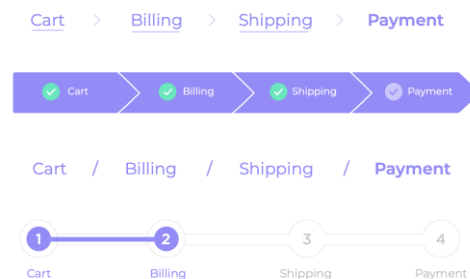 Cart > Billing > Shipping > Payment
Cart Billing Shipping Payment
Cart / Billing / Shipping / Payment
1 2 3 4
Cart Billing Shipping Payment